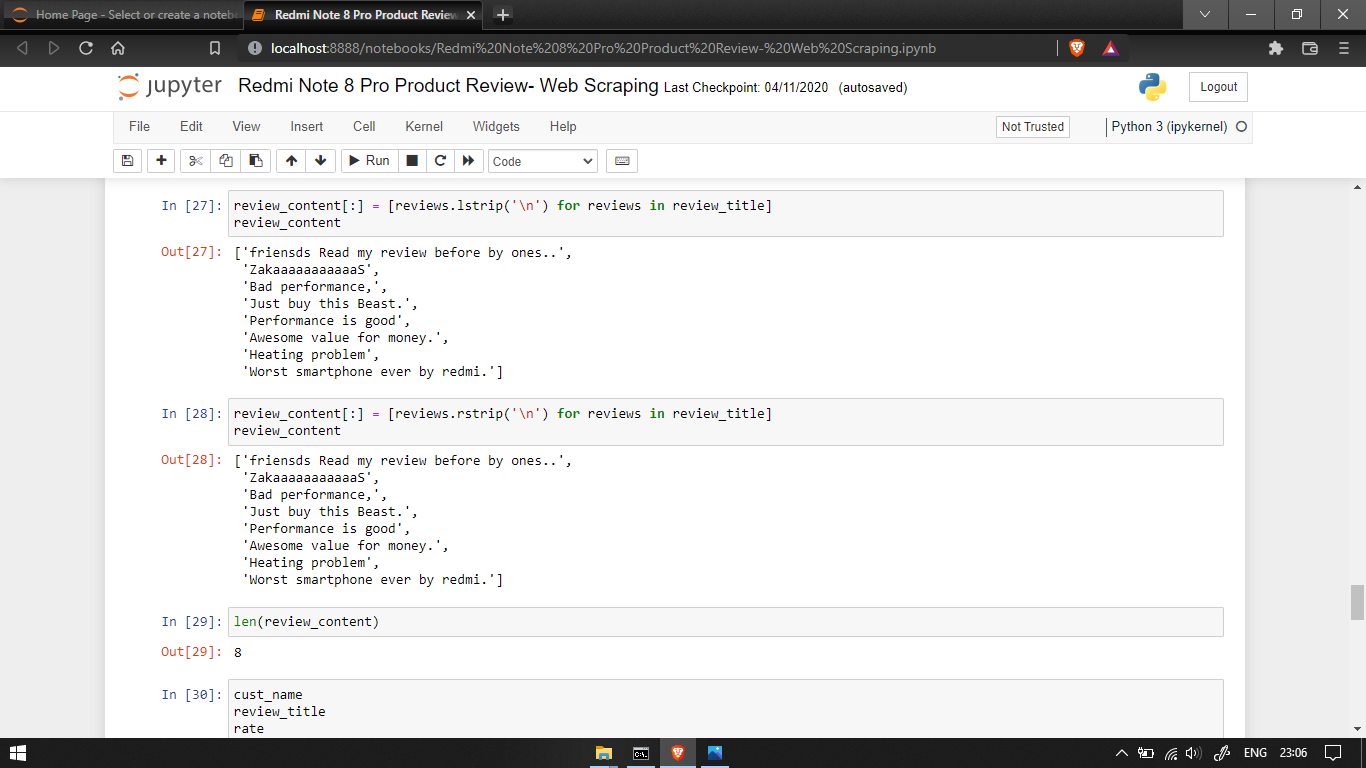 Home Page - Select or create a noteb
Redmi Note 8 Pro Product Review
localhost:8888/notebooks/Redmi%20Note%208%20Pro%20Product%20Review-%20Web%20Scraping.ipynb
jupyter Redmi Note 8 Pro Product Review- Web Scraping Last Checkpoint: 04/11/2020 (autosaved)
Logout
File Edit View Insert Cell Kernel Widgets Help
Not Trusted Python 3 (ipykernel)
Run Code
In [27]: review_content[:] = [reviews.lstrip('\n') for reviews in review_title]
review_content
Out[27]: ['friensds Read my review before by ones..',
'ZakaaaaaaaaaaaS',
'Bad performance,',
'Just buy this Beast.',
'Performance is good',
'Awesome value for money.',
'Heating problem',
'Worst smartphone ever by redmi.']
In [28]: review_content[:] = [reviews.rstrip('\n') for reviews in review_title]
review_content
Out[28]: ['friensds Read my review before by ones..',
'ZakaaaaaaaaaaaS',
'Bad performance,',
'Just buy this Beast.',
'Performance is good',
'Awesome value for money.',
'Heating problem',
'Worst smartphone ever by redmi.']
In [29]: len(review_content)
Out[29]: 8
In [30]: cust_name
review_title
rate
ENG 23:06